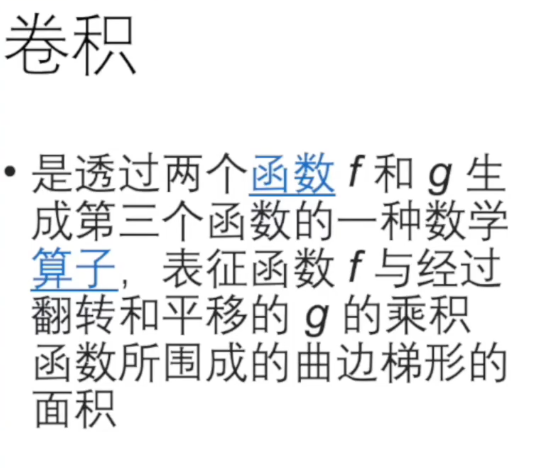 卷积
• 是透过两个函数 f 和 g 生
成第三个函数的一种数学
算子，表征函数 f 与经过
翻转和平移的 g 的乘积
函数所围成的曲边梯形的
面积